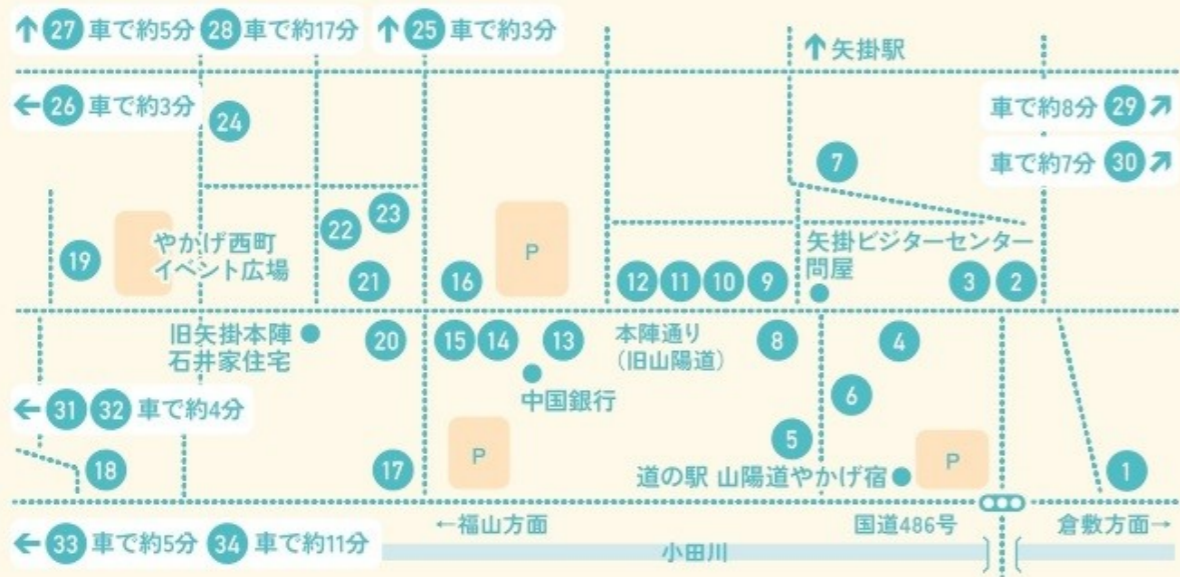 ↑ 27 車で約5分 28 車で約17分
↑ 25 車で約3分
↑ 矢掛駅
← 26 車で約3分
24
車で約8分 29 ↗
7
車で約7分 30 ↗
22 23
P
19
やかげ西町
イベント広場
矢掛ビジターセンター
問屋
21
16
12 11 10 9
3 2
旧矢掛本陣
石井家住宅
20
15 14 13
本陣通り
(旧山陽道)
8
4
中国銀行
6
← 31 32 車で約4分
5
18
17
P
道の駅 山陽道やかげ宿
P
1
←福山方面
国道486号
倉敷方面→
← 33 車で約5分 34 車で約11分
小田川